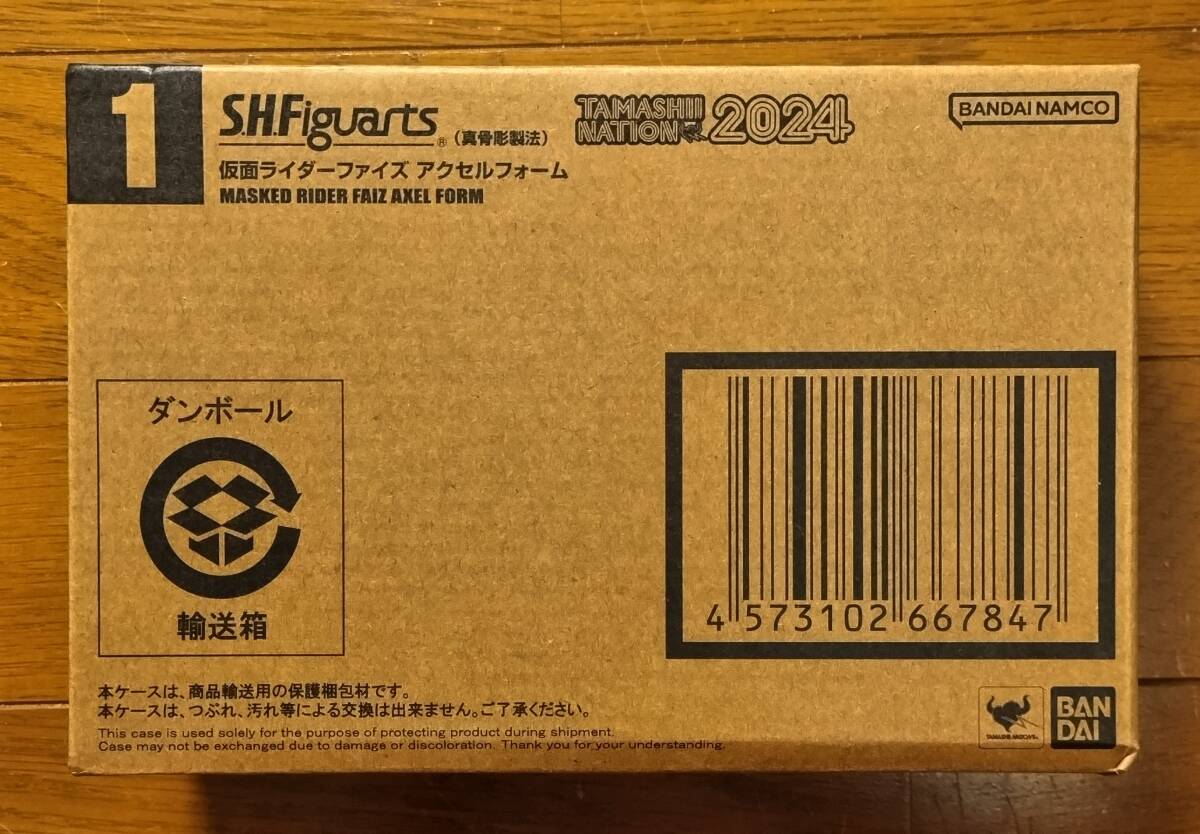 1
S.H.Figuarts®(真骨彫製法)
TAMASHII NATION 2024
BANDAI NAMCO
仮面ライダーファイズ アクセルフォーム
MASKED RIDER FAIZ AXEL FORM
ダンボール
輸送箱
4 573102 667847
本ケースは、商品輸送用の保護梱包材です。
本ケースは、つぶれ、汚れ等による交換は出来ません。ご了承ください。
This case is used solely for the purpose of protecting product during shipment.
Case may not be exchanged due to damage or discoloration. Thank you for your understanding.
TAMASHII NATIONS
BAN
DAI